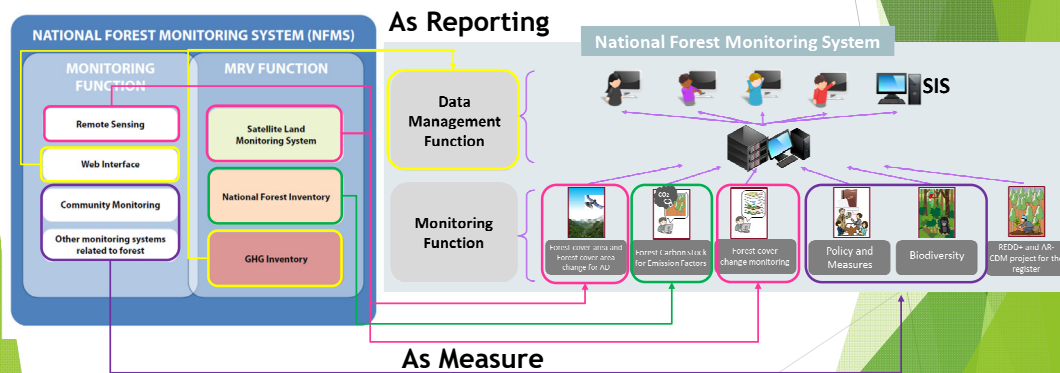 As Reporting
NATIONAL FOREST MONITORING SYSTEM (NFMS)
MONITORING
FUNCTION
Remote Sensing
Web Interface
Community Monitoring
Other monitoring systems
related to forest
MRV FUNCTION
Satellite Land
Monitoring System
National Forest Inventory
GHG Inventory
National Forest Monitoring System
Data
Management
Function
SIS
Monitoring
Function
CO2
Forest cover area and
Forest cover area
change for AD
Forest Carbon stock
for Emission Factors
Forest cover
change monitoring
Policy and
Measures
Biodiversity
REDD+ and AR-
CDM project for the
register
As Measure